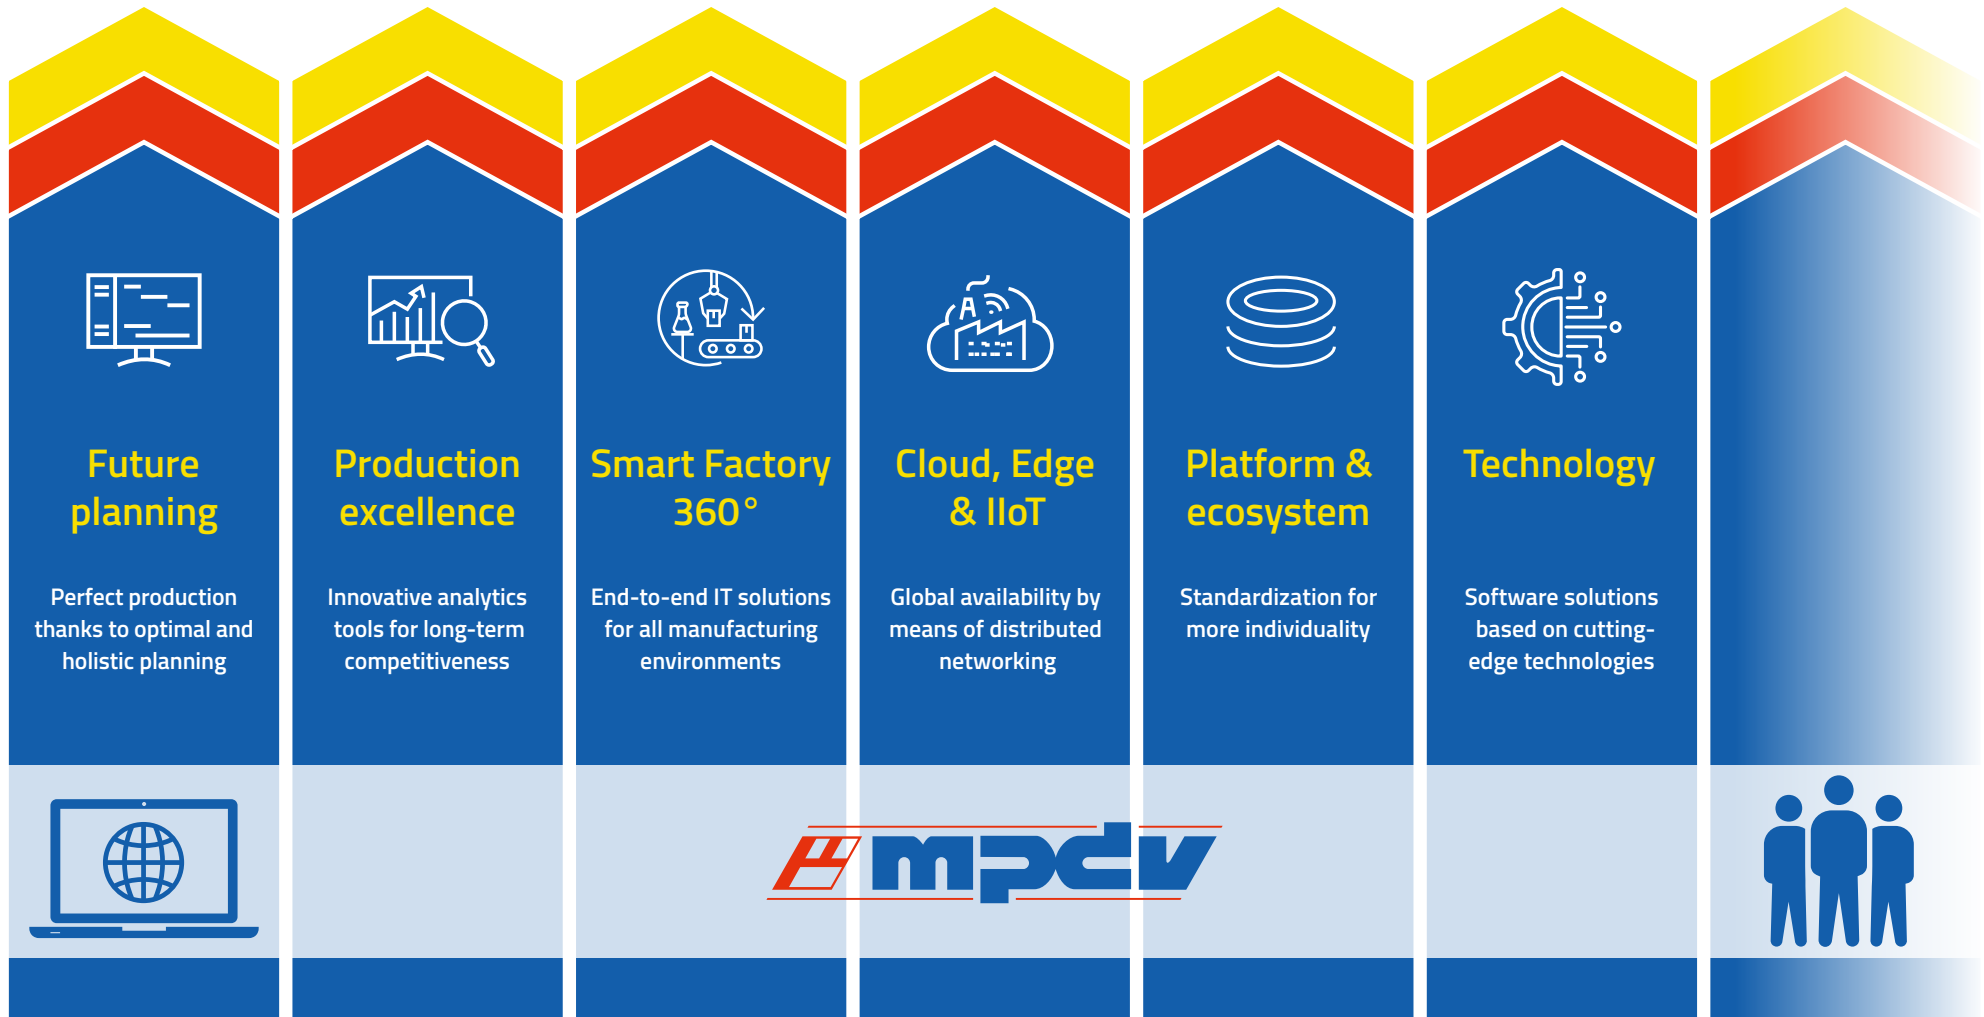 Future
planning
Perfect production
thanks to optimal and
holistic planning
Production
excellence
Innovative analytics
tools for long-term
competitiveness
Smart Factory
360°
End-to-end IT solutions
for all manufacturing
environments
Cloud, Edge
& IIoT
Global availability by
means of distributed
networking
Platform &
ecosystem
Standardization for
more individuality
Technology
Software solutions
based on cutting-
edge technologies
mpdv